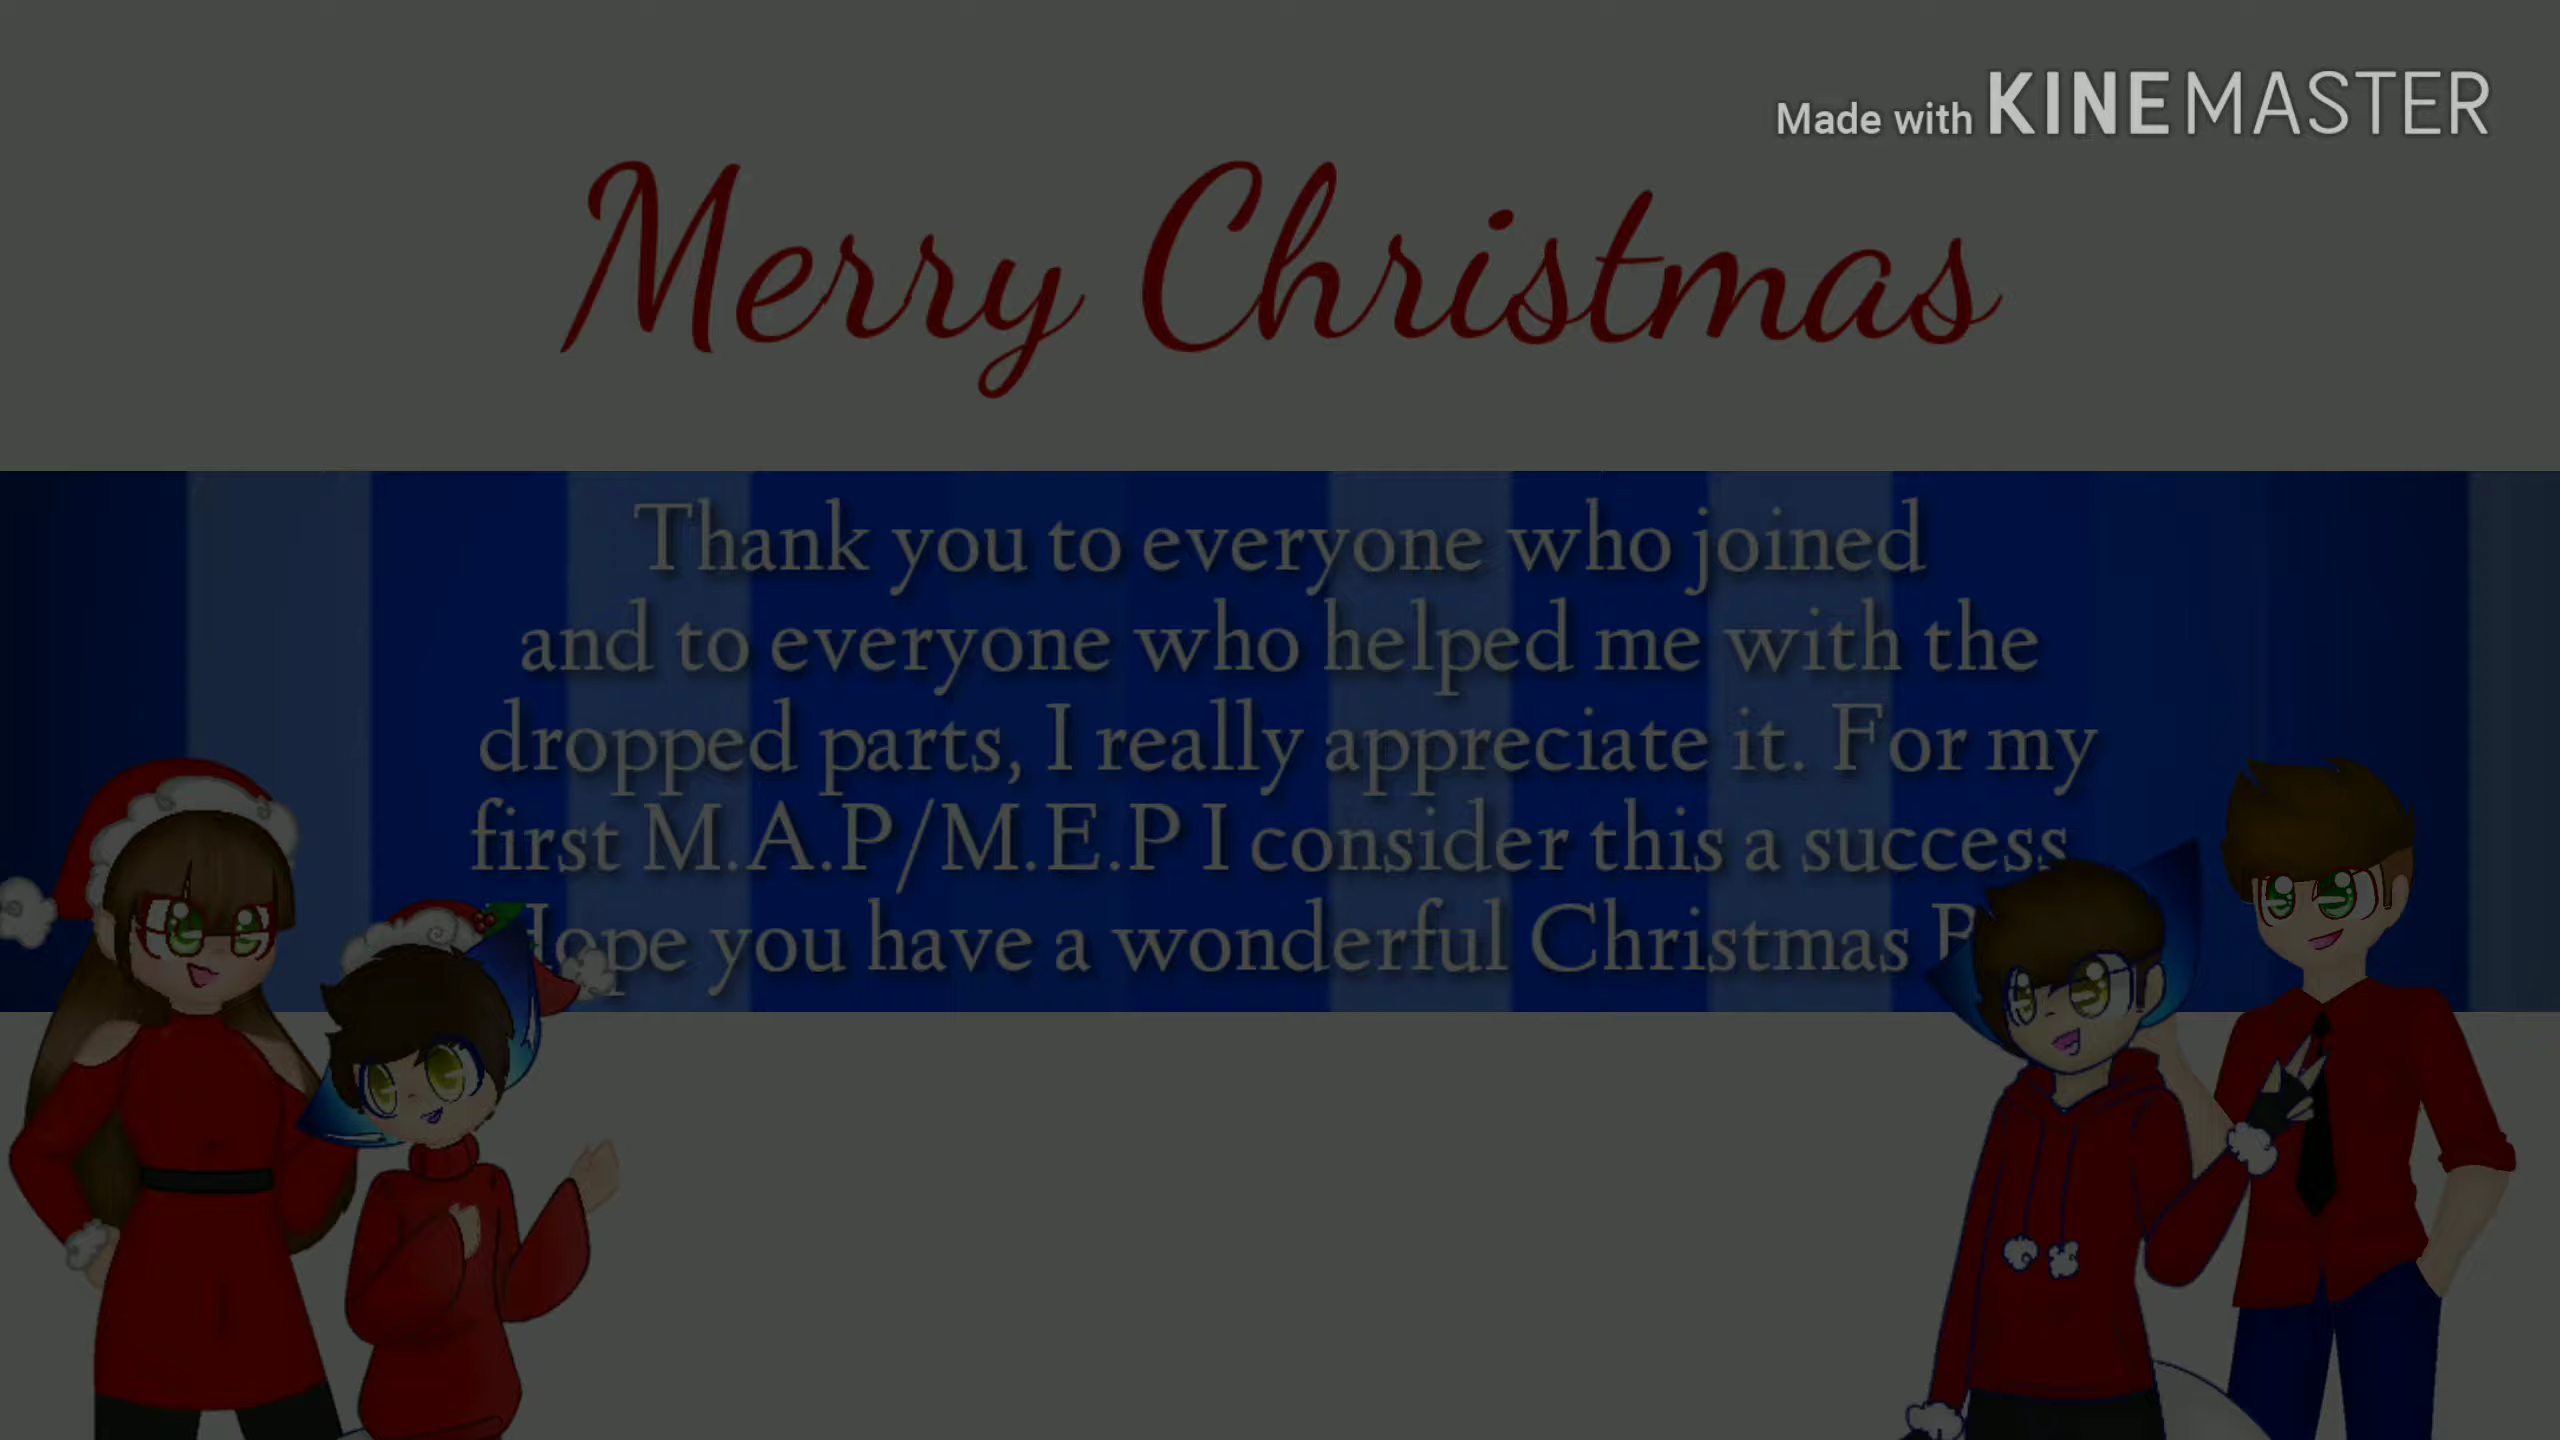 Made with KINEMASTER
Merry Christmas
Thank you to everyone who joined
and to everyone who helped me with the
dropped parts, I really appreciate it. For my
first M.A.P/M.E.P I consider this a success
Hope you have a wonderful Christmas